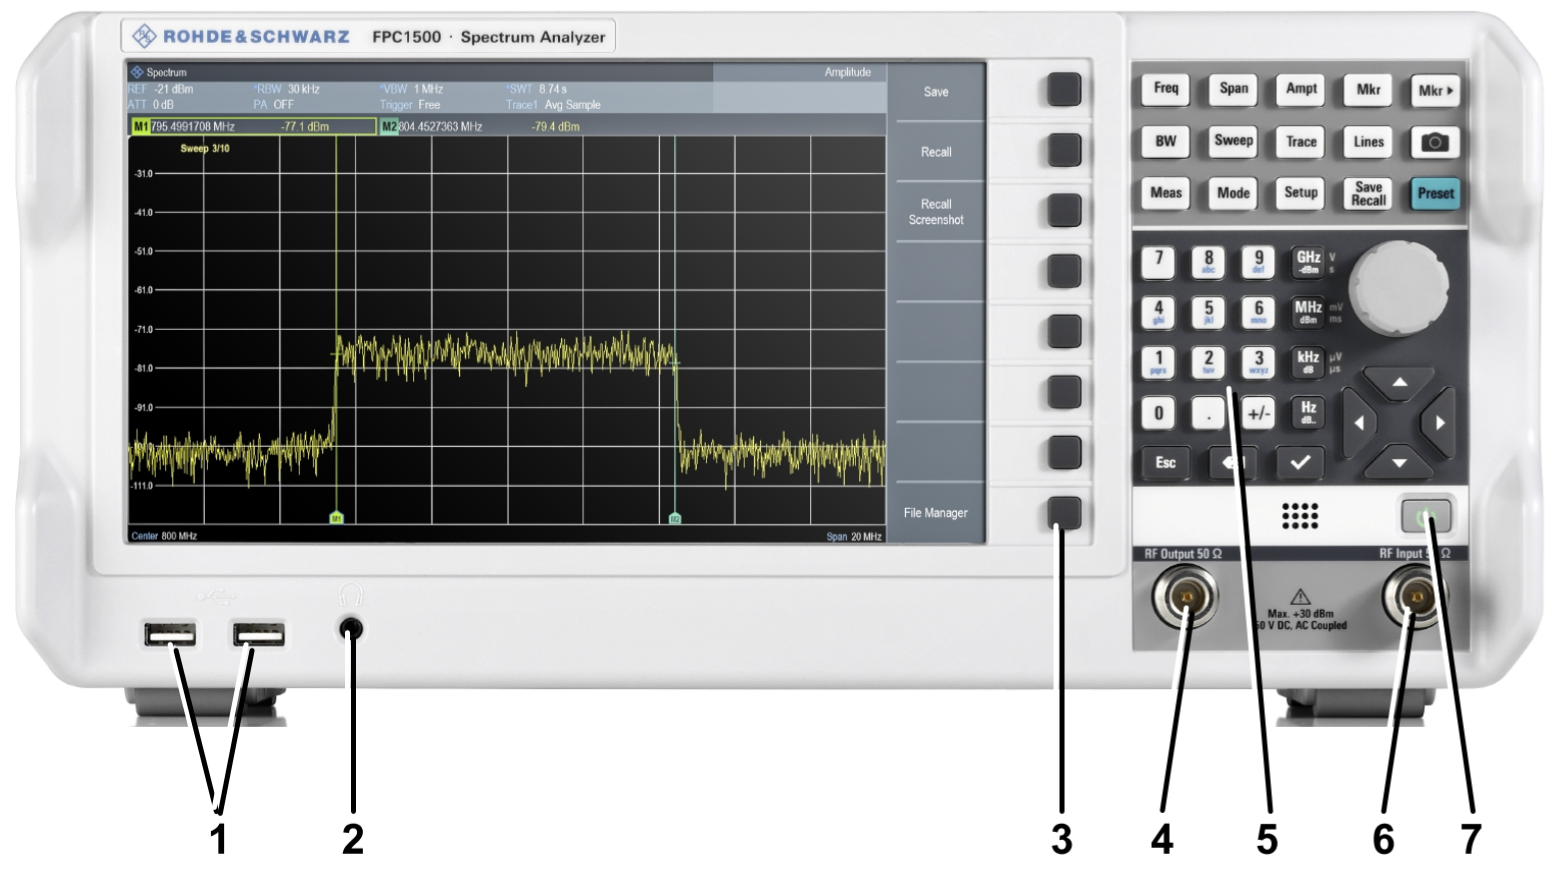 ROHDE&SCHWARZ FPC1500 · Spectrum Analyzer
Spectrum Amplitude
REF -21 dBm *RBW 30 kHz *VBW 1 MHz *SWT 8.74 s
ATT 0 dB PA OFF Trigger Free Trace1 Avg Sample
M1 795.4991708 MHz -77.1 dBm M2 804.4527363 MHz -79.4 dBm
Sweep 3/10
-31.0
-41.0
-51.0
-61.0
-71.0
-81.0
-91.0
-111.0
M1 M2
Center 800 MHz Span 20 MHz
Save
Recall
Recall
Screenshot
File Manager
Freq Span Ampt Mkr Mkr▸
BW Sweep Trace Lines
Meas Mode Setup Save Recall Preset
7 8 9 GHz V
abc def -dBm s
4 5 6 MHz mV
ghi jkl mno dBm ms
1 2 3 kHz µV
pqrs tuv wxyz dB µs
0 . +/- Hz
dB..
Esc
RF Output 50 Ω RF Input Ω
Max. +30 dBm
V DC, AC Coupled
1 2 3 4 5 6 7